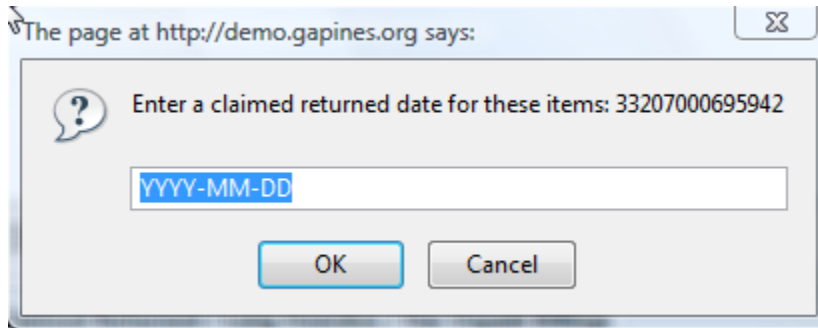 The page at http://demo.gapines.org says:
Enter a claimed returned date for these items: 33207000695942
YYYY-MM-DD
OK Cancel